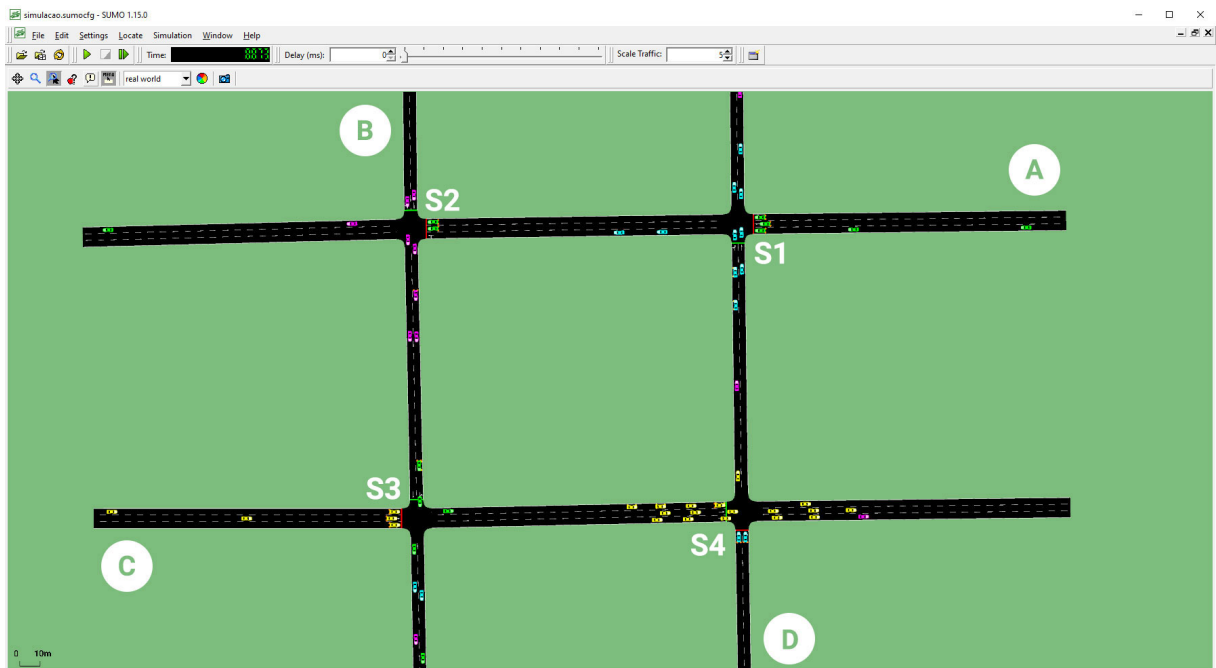 simulacao.sumocfg - SUMO 1.15.0
File Edit Settings Locate Simulation Window Help
Time: 8873 Delay (ms): 0 Scale Traffic: 5
real world
B
A
S2
S1
S3
S4
C
D
0 10m